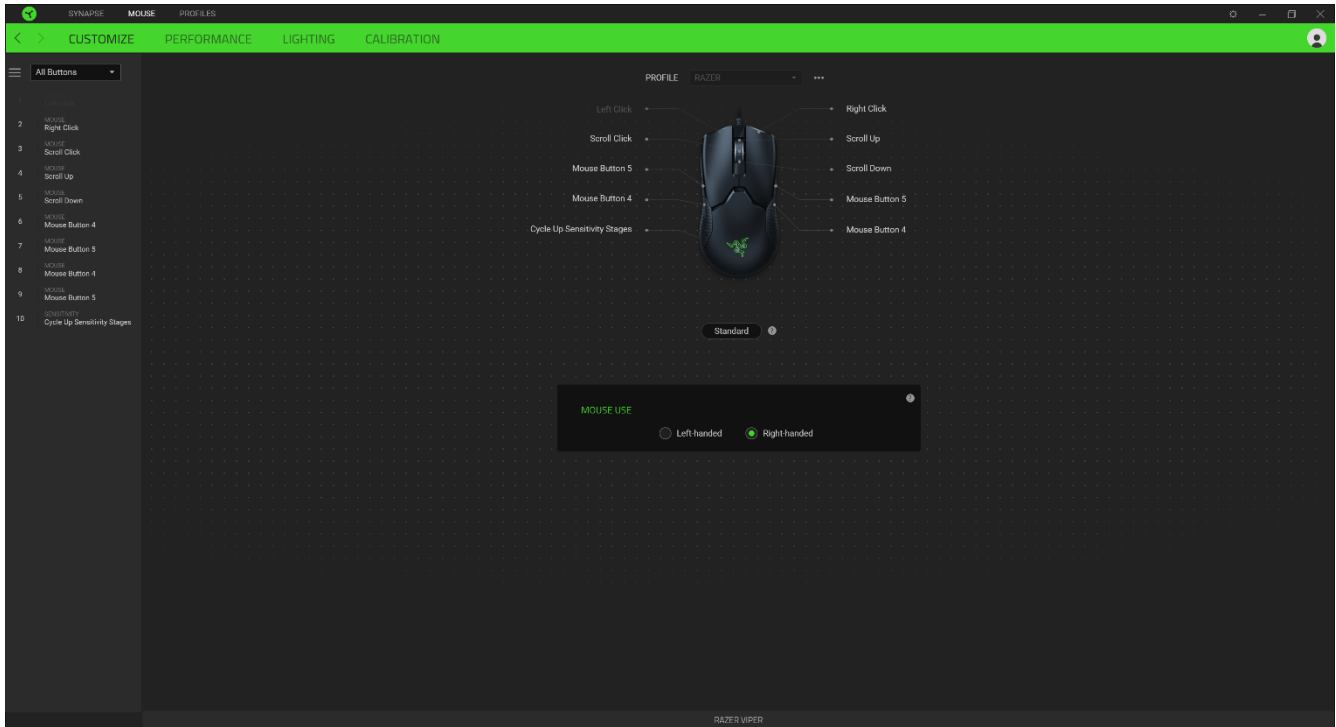 SYNAPSE MOUSE PROFILES
CUSTOMIZE PERFORMANCE LIGHTING CALIBRATION
All Buttons
PROFILE RAZER
1
2 MOUSE
Right Click
3 MOUSE
Scroll Click
4 MOUSE
Scroll Up
5 MOUSE
Scroll Down
6 MOUSE
Mouse Button 4
7 MOUSE
Mouse Button 5
8 MOUSE
Mouse Button 4
9 MOUSE
Mouse Button 5
10 SENSITIVITY
Cycle Up Sensitivity Stages
Left Click
Scroll Click
Mouse Button 5
Mouse Button 4
Cycle Up Sensitivity Stages
Right Click
Scroll Up
Scroll Down
Mouse Button 5
Mouse Button 4
Standard ?
MOUSE USE ?
Left-handed Right-handed
RAZER VIPER